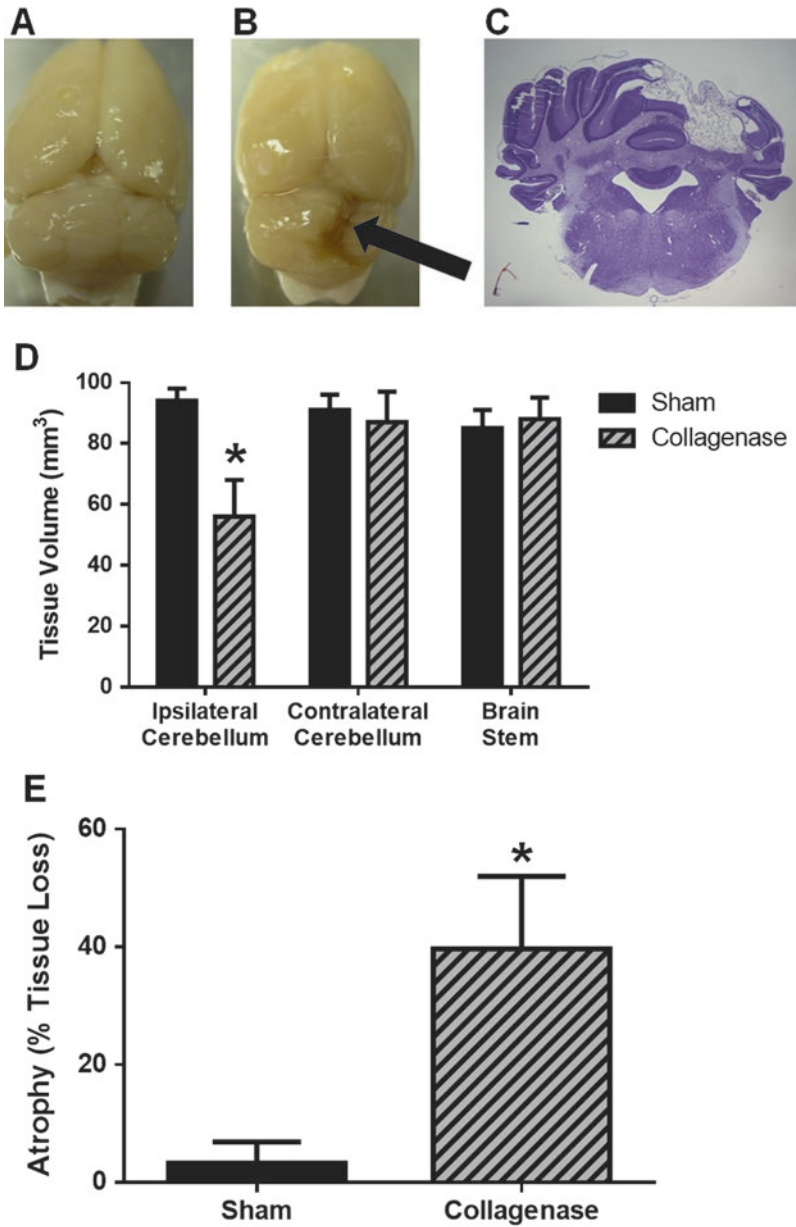 A
B
C
D
Tissue Volume (mm³)
100
80
60
40
20
0
*
Sham
Collagenase
Ipsilateral
Cerebellum
Contralateral
Cerebellum
Brain
Stem
E
Atrophy (% Tissue Loss)
60
40
20
0
*
Sham
Collagenase